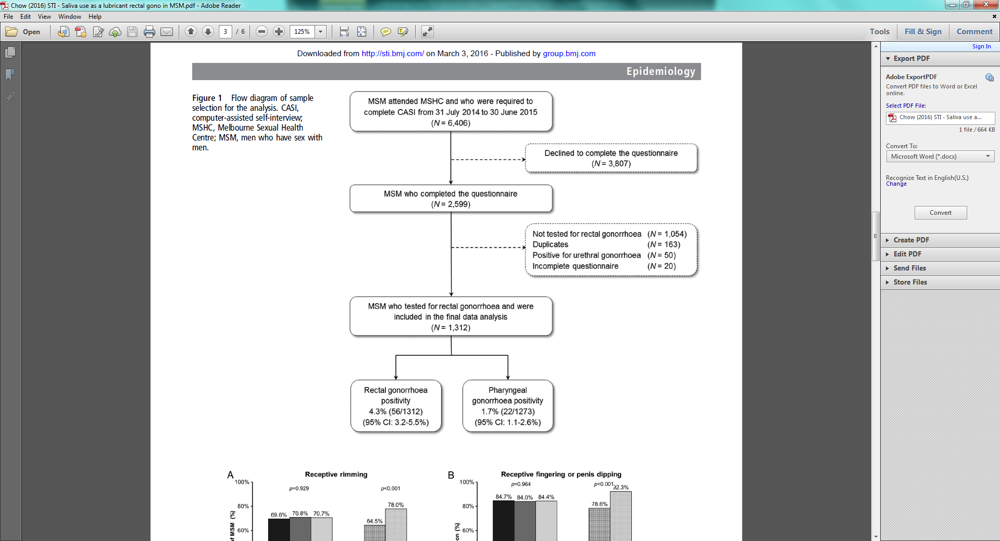 Chow (2016) STI - Saliva use as a lubricant rectal gono in MSM.pdf - Adobe Reader
File Edit View Window Help
Open 3 / 6 125% Tools Fill & Sign Comment
Downloaded from http://sti.bmj.com/ on March 3, 2016 - Published by group.bmj.com
Epidemiology
Figure 1 Flow diagram of sample
selection for the analysis. CASI,
computer-assisted self-interview;
MSHC, Melbourne Sexual Health
Centre; MSM, men who have sex with
men.
MSM attended MSHC and who were required to
complete CASI from 31 July 2014 to 30 June 2015
(N = 6,406)
Declined to complete the questionnaire
(N = 3,807)
MSM who completed the questionnaire
(N = 2,599)
Not tested for rectal gonorrhoea (N = 1,054)
Duplicates (N = 163)
Positive for urethral gonorrhoea (N = 50)
Incomplete questionnaire (N = 20)
MSM who tested for rectal gonorrhoea and were
included in the final data analysis
(N = 1,312)
Rectal gonorrhoea
positivity
4.3% (56/1312)
(95% CI: 3.2-5.5%)
Pharyngeal
gonorrhoea positivity
1.7% (22/1273)
(95% CI: 1.1-2.6%)
A Receptive rimming
100%
p=0.929 p<0.001
80%
78.0%
69.6% 70.8% 70.7%
64.5%
60%
of MSM (%)
B Receptive fingering or penis dipping
100%
p=0.964 p<0.001
92.3%
84.7% 84.0% 84.4%
80%
78.6%
60%
on (%)
Sign In
Export PDF
Adobe ExportPDF
Convert PDF files to Word or Excel
online.
Select PDF File:
Chow (2016) STI - Saliva use as a...
1 file / 664 KB
Convert To:
Microsoft Word (*.docx)
Recognize Text in English(U.S.)
Change
Convert
Create PDF
Edit PDF
Send Files
Store Files